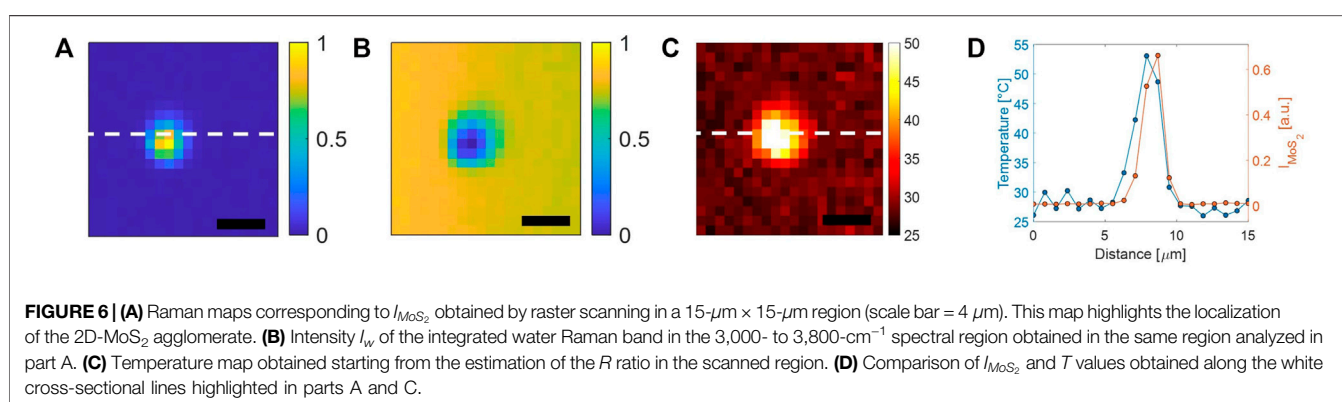 A
1
0.5
0
B
1
0.5
0
C
50
45
40
35
30
25
D
55
50
45
40
35
30
25
Temperature [°C]
0.6
0.4
0.2
0
I_MoS₂ [a.u.]
0 5 10 15
Distance [μm]
FIGURE 6 | (A) Raman maps corresponding to I_MoS₂ obtained by raster scanning in a 15-μm × 15-μm region (scale bar = 4 μm). This map highlights the localization
of the 2D-MoS₂ agglomerate. (B) Intensity I_w of the integrated water Raman band in the 3,000- to 3,800-cm⁻¹ spectral region obtained in the same region analyzed in
part A. (C) Temperature map obtained starting from the estimation of the R ratio in the scanned region. (D) Comparison of I_MoS₂ and T values obtained along the white
cross-sectional lines highlighted in parts A and C.